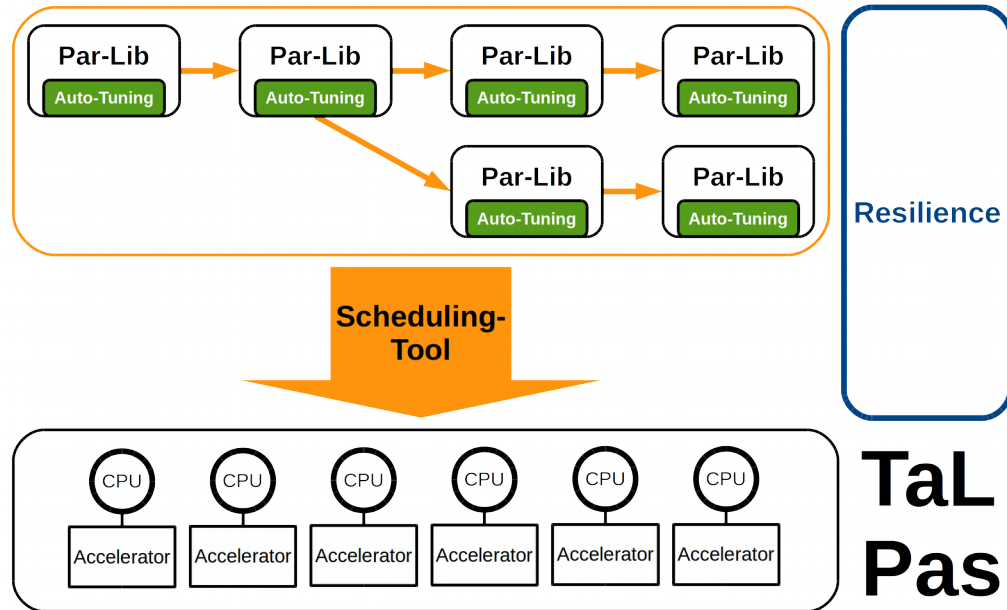 Par-Lib
Auto-Tuning
Par-Lib
Auto-Tuning
Par-Lib
Auto-Tuning
Par-Lib
Auto-Tuning
Par-Lib
Auto-Tuning
Par-Lib
Auto-Tuning
Resilience
Scheduling-
Tool
CPU
CPU
CPU
CPU
CPU
CPU
Accelerator
Accelerator
Accelerator
Accelerator
Accelerator
Accelerator
TaL
Pas